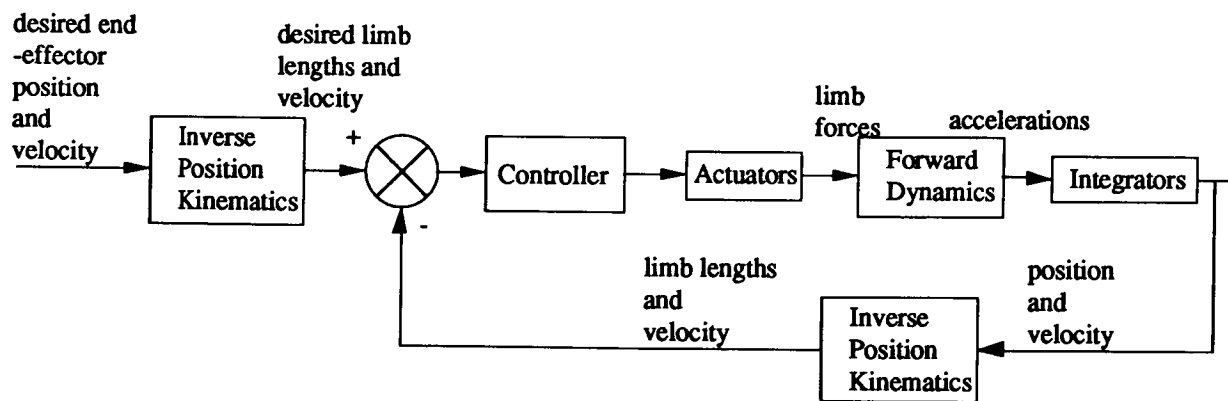 desired end
-effector
position
and
velocity
Inverse
Position
Kinematics
desired limb
lengths and
velocity
+
-
Controller
Actuators
limb
forces
Forward
Dynamics
accelerations
Integrators
position
and
velocity
Inverse
Position
Kinematics
limb lengths
and
velocity